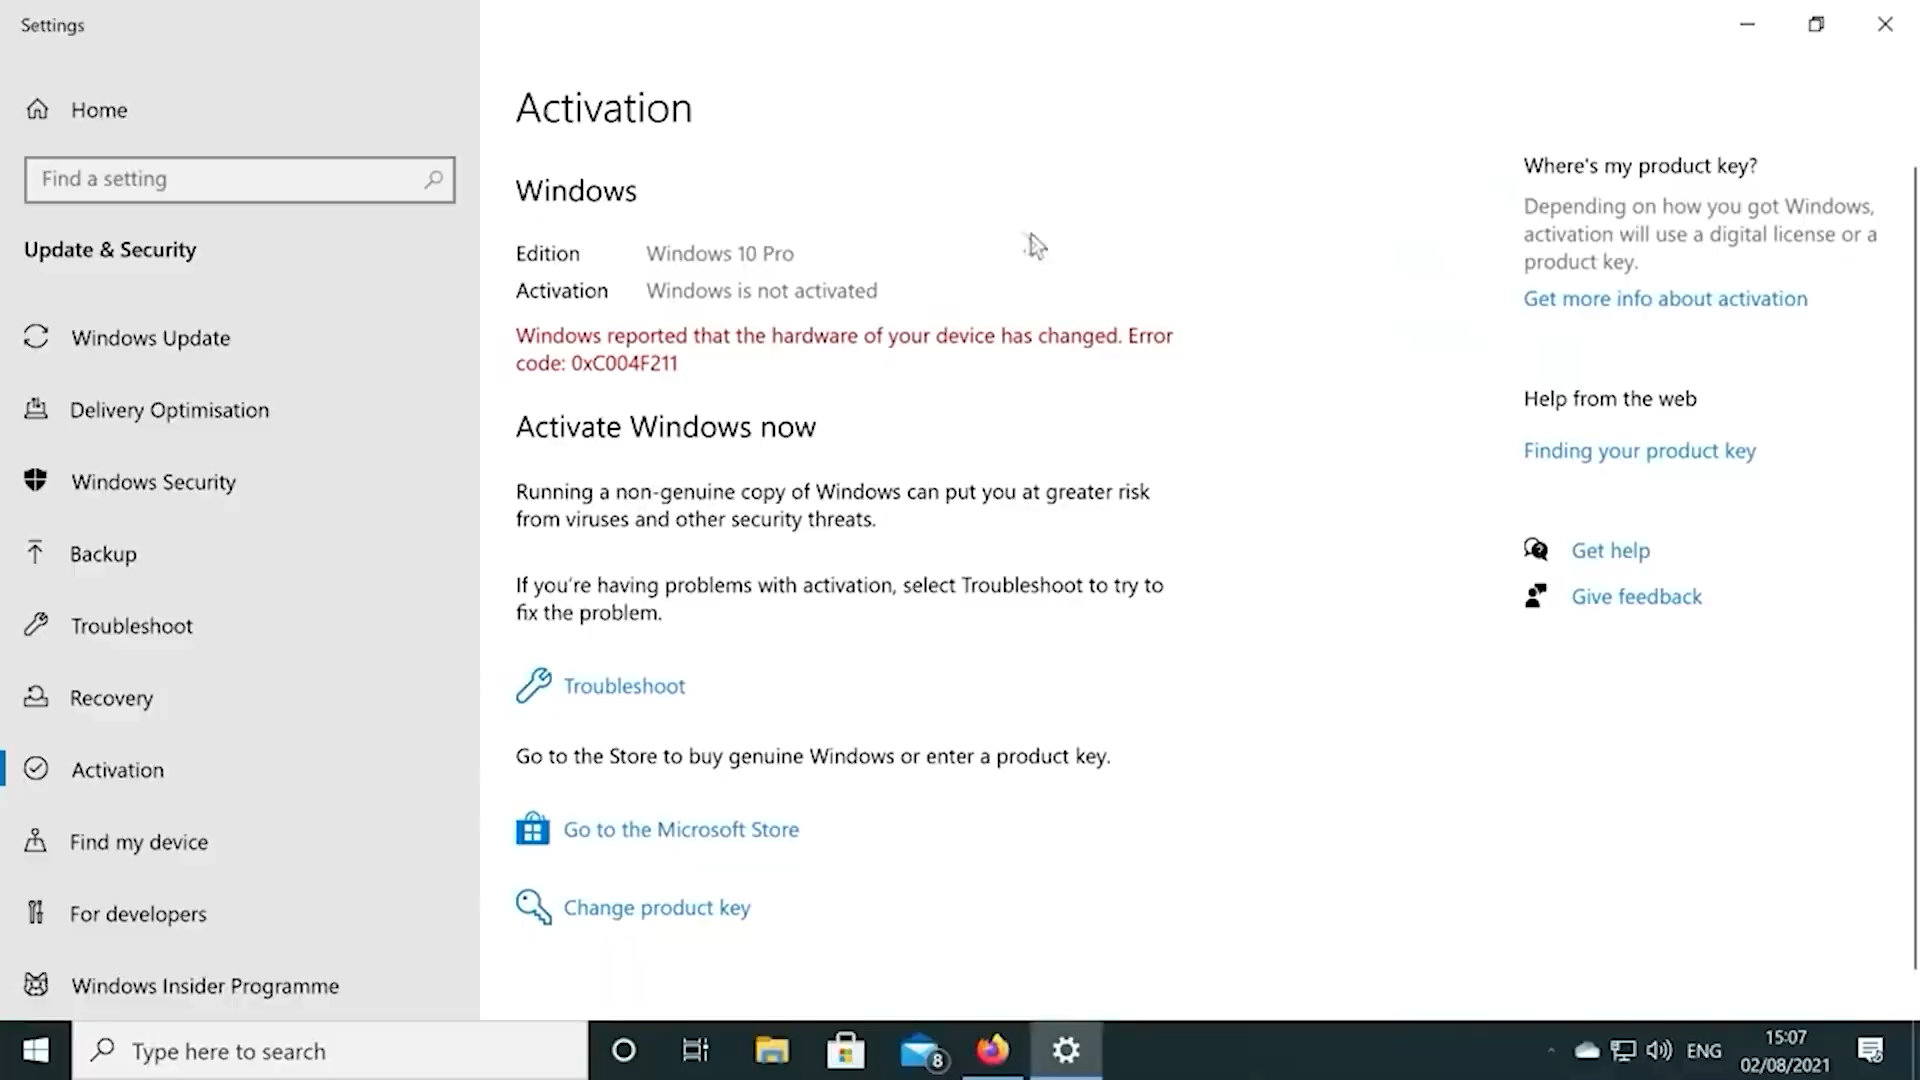 Settings
Home
Find a setting
Update & Security
Windows Update
Delivery Optimisation
Windows Security
Backup
Troubleshoot
Recovery
Activation
Find my device
For developers
Windows Insider Programme
Activation
Windows
Edition Windows 10 Pro
Activation Windows is not activated
Windows reported that the hardware of your device has changed. Error
code: 0xC004F211
Activate Windows now
Running a non-genuine copy of Windows can put you at greater risk
from viruses and other security threats.
If you're having problems with activation, select Troubleshoot to try to
fix the problem.
Troubleshoot
Go to the Store to buy genuine Windows or enter a product key.
Go to the Microsoft Store
Change product key
Where's my product key?
Depending on how you got Windows,
activation will use a digital license or a
product key.
Get more info about activation
Help from the web
Finding your product key
Get help
Give feedback
Type here to search
8
ENG
15:07
02/08/2021